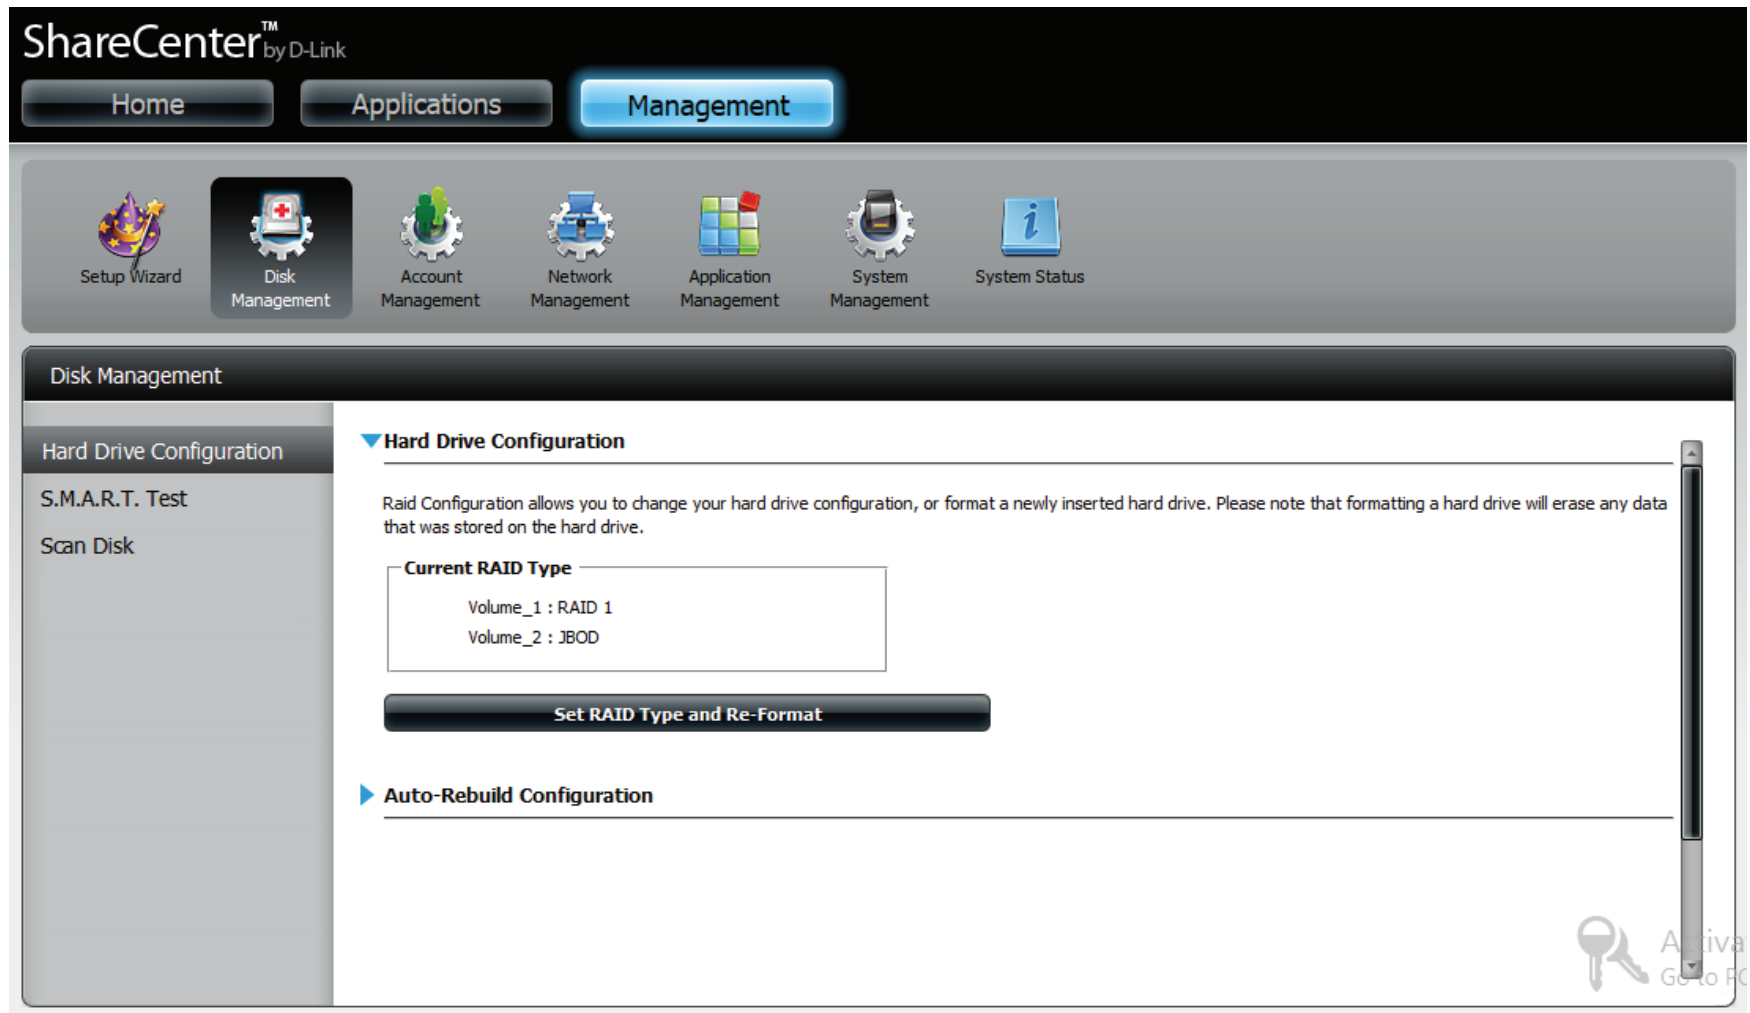 ShareCenter™ by D-Link
Home Applications Management
Setup Wizard
Disk Management
Account Management
Network Management
Application Management
System Management
System Status
Disk Management
Hard Drive Configuration
S.M.A.R.T. Test
Scan Disk
Hard Drive Configuration
Raid Configuration allows you to change your hard drive configuration, or format a newly inserted hard drive. Please note that formatting a hard drive will erase any data
that was stored on the hard drive.
Current RAID Type
Volume_1 : RAID 1
Volume_2 : JBOD
Set RAID Type and Re-Format
Auto-Rebuild Configuration
Go to PC